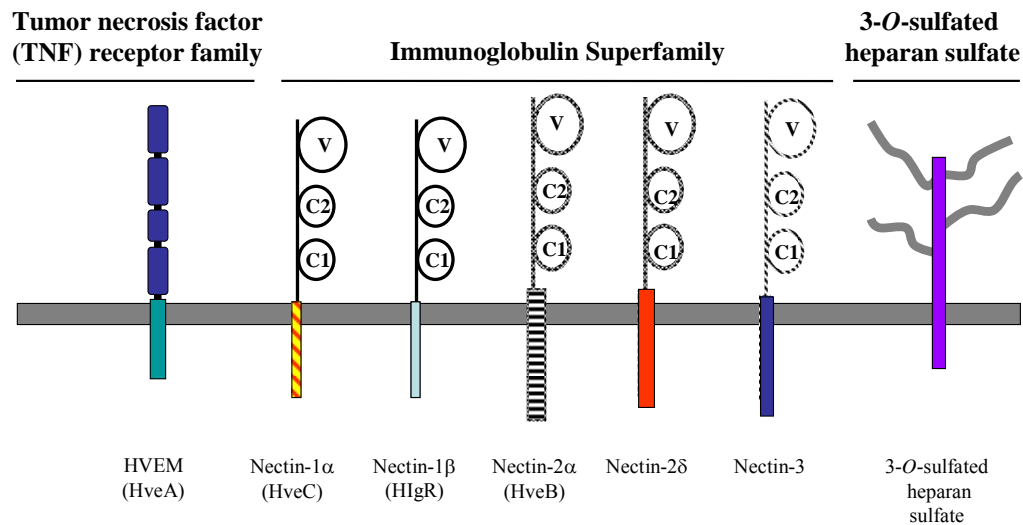 Tumor necrosis factor
(TNF) receptor family
Immunoglobulin Superfamily
3-O-sulfated
heparan sulfate
V
C2
C1
V
C2
C1
V
C2
C1
V
C2
C1
V
C2
C1
HVEM
(HveA)
Nectin-1α
(HveC)
Nectin-1β
(HIgR)
Nectin-2α
(HveB)
Nectin-2δ
Nectin-3
3-O-sulfated
heparan
sulfate